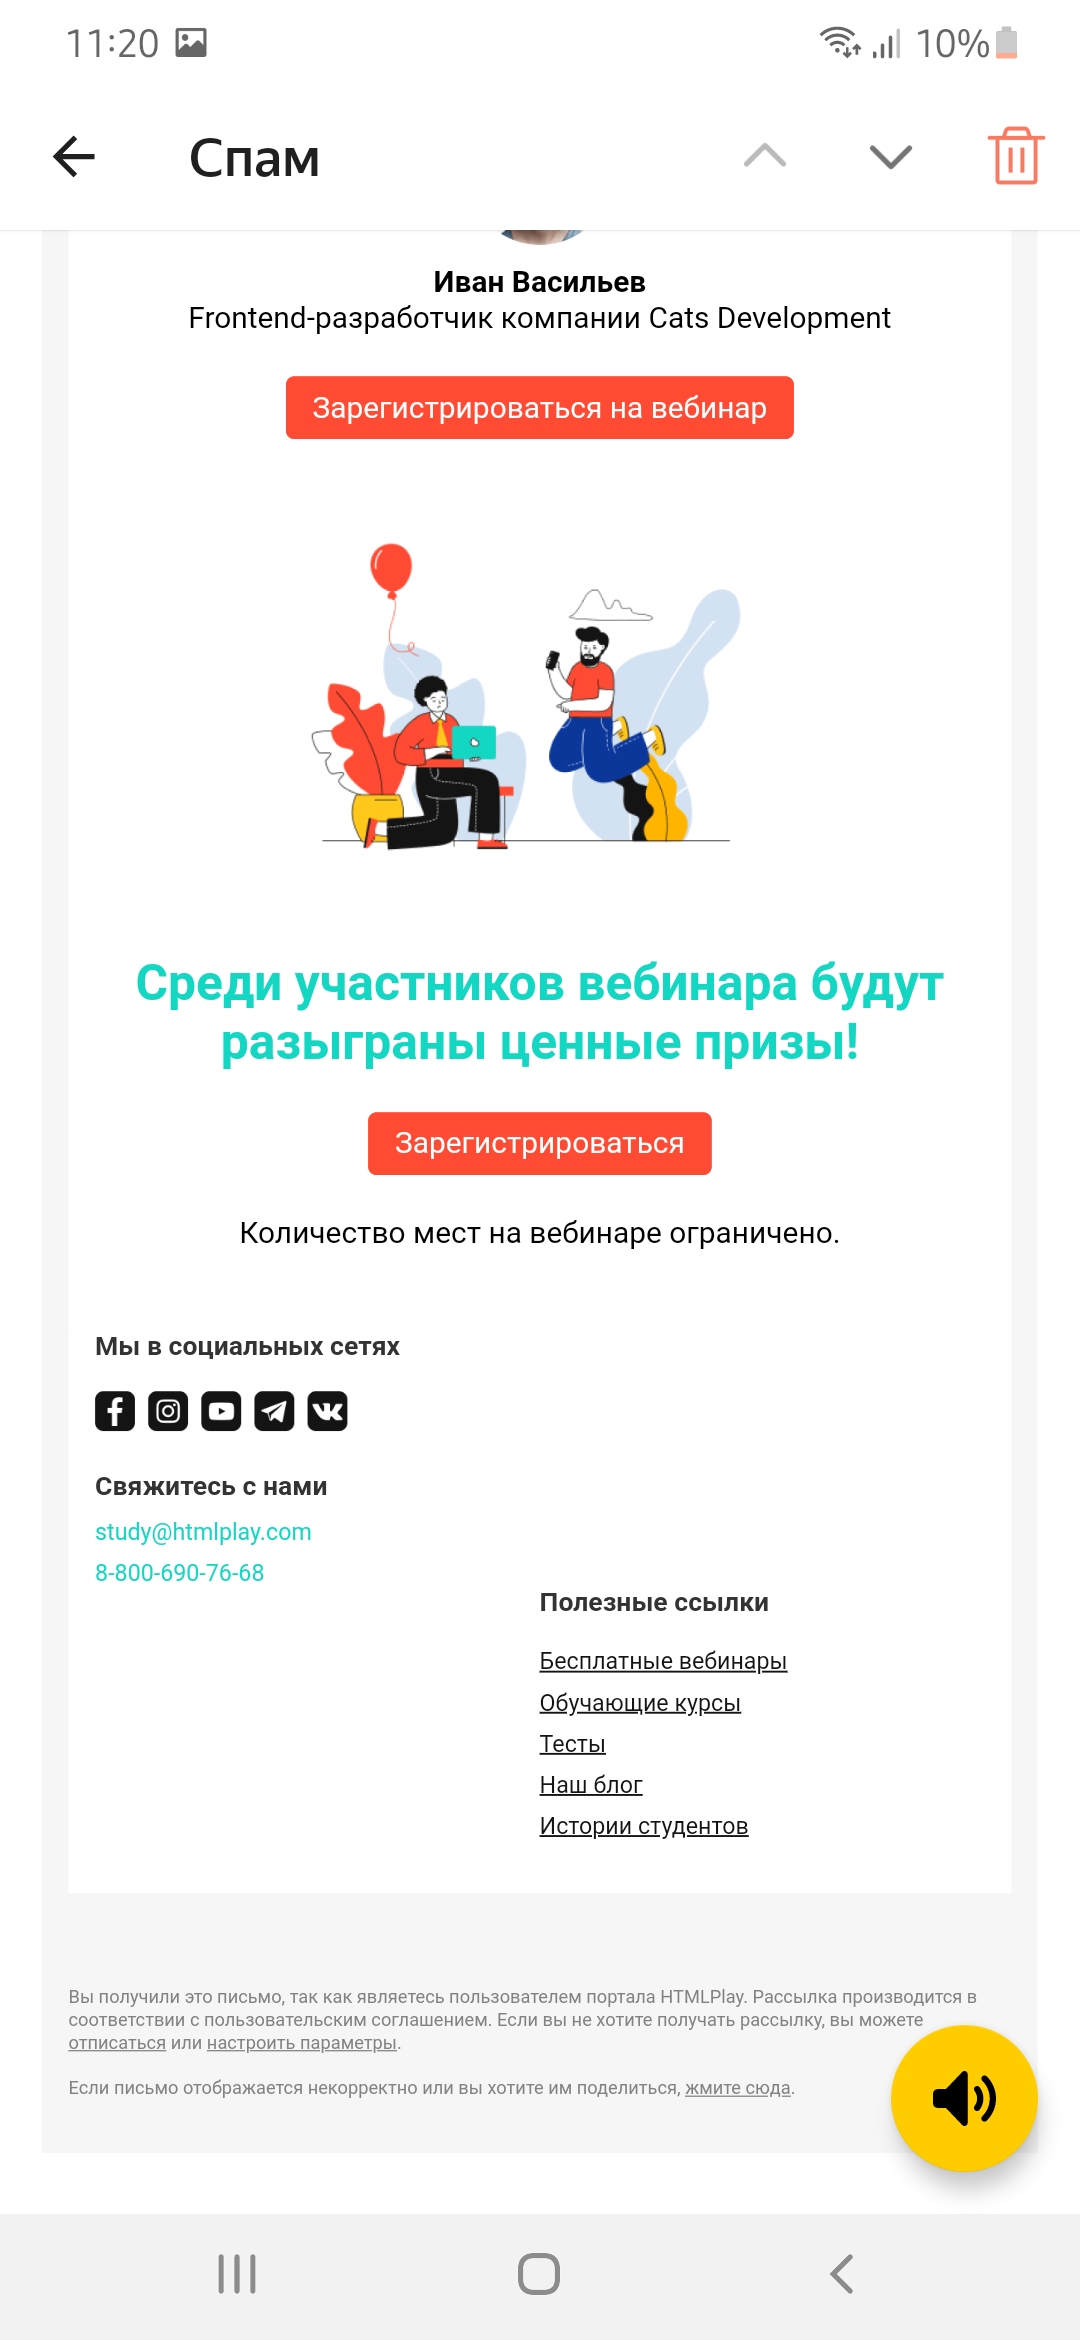 11:20
10%
Спам
Иван Васильев
Frontend-разработчик компании Cats Development
Зарегистрироваться на вебинар
Среди участников вебинара будут
разыграны ценные призы!
Зарегистрироваться
Количество мест на вебинаре ограничено.
Мы в социальных сетях
Свяжитесь с нами
study@htmlplay.com
8-800-690-76-68
Полезные ссылки
Бесплатные вебинары
Обучающие курсы
Тесты
Наш блог
Истории студентов
Вы получили это письмо, так как являетесь пользователем портала HTMLPlay. Рассылка производится в
соответствии с пользовательским соглашением. Если вы не хотите получать рассылку, вы можете
отписаться или настроить параметры.
Если письмо отображается некорректно или вы хотите им поделиться, жмите сюда.